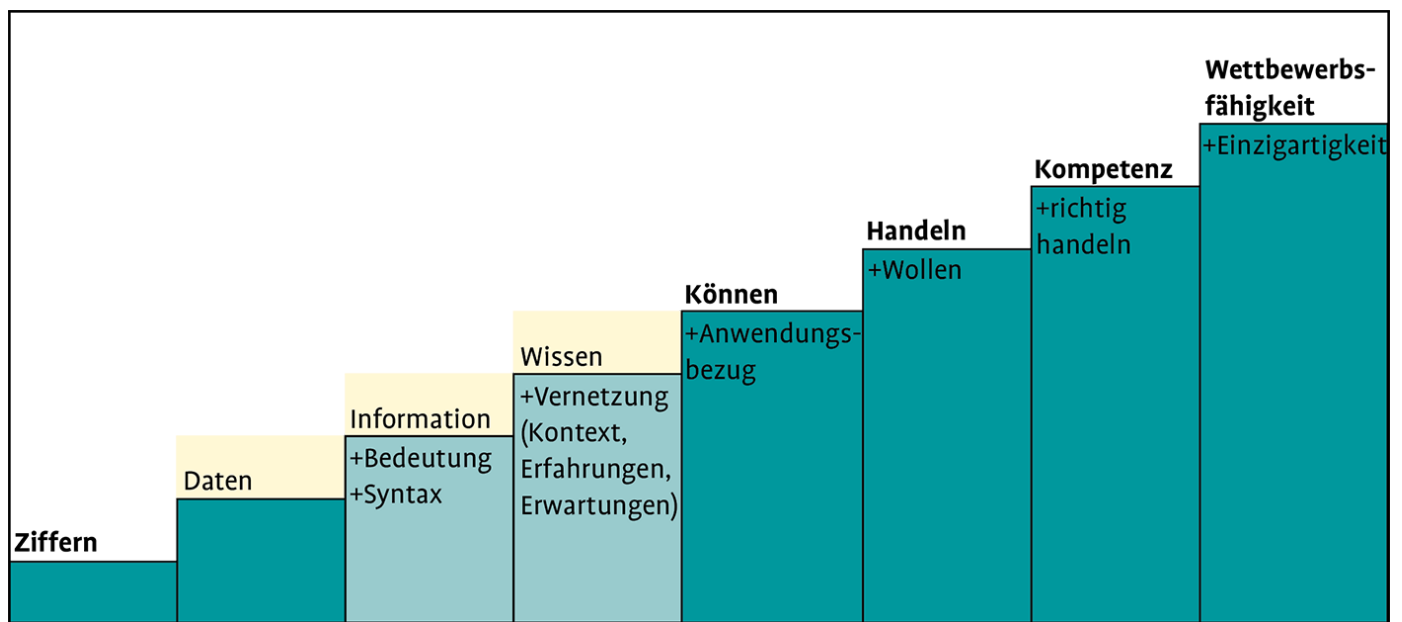 Ziffern
Daten
Information
+Bedeutung
+Syntax
Wissen
+Vernetzung
(Kontext,
Erfahrungen,
Erwartungen)
Können
+Anwendungs-
bezug
Handeln
+Wollen
Kompetenz
+richtig
handeln
Wettbewerbs-
fähigkeit
+Einzigartigkeit